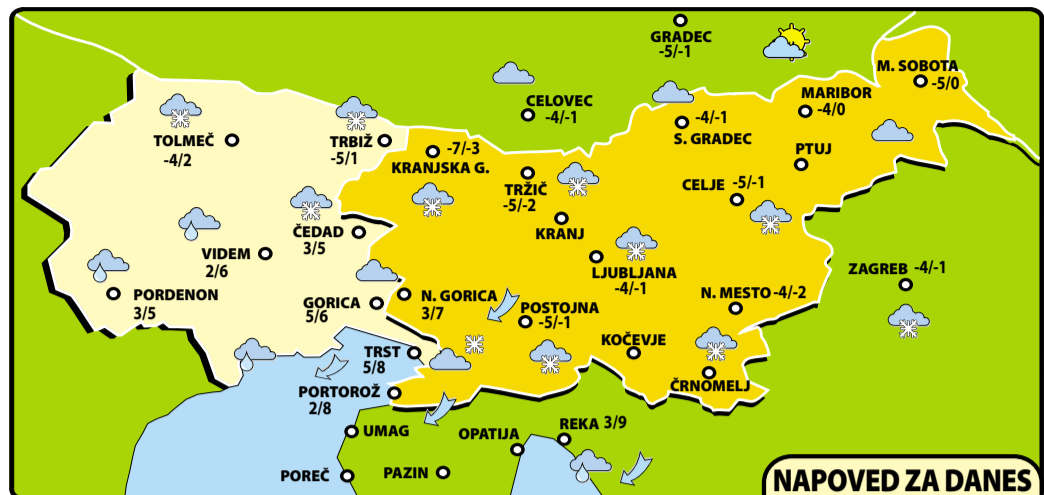 GRADEC
-5/-1
M. SOBOTA
-5/0
MARIBOR
-4/0
CELOVEC
-4/-1
-4/-1
S. GRADEC
TOLMEČ
-4/2
TRBIŽ
-5/1
-7/-3
KRANJSKA G.
PTUJ
TRŽIČ
-5/-2
CELJE -5/-1
KRANJ
ČEDAD
3/5
VIDEM
2/6
LJUBLJANA
-4/-1
ZAGREB -4/-1
PORDENON
3/5
GORICA
5/6
N. GORICA
3/7
POSTOJNA
-5/-1
N. MESTO -4/-2
TRST
5/8
KOČEVJE
ČRNOMELJ
PORTOROŽ
2/8
UMAG
OPATIJA
REKA 3/9
POREČ
PAZIN
NAPOVED ZA DANES